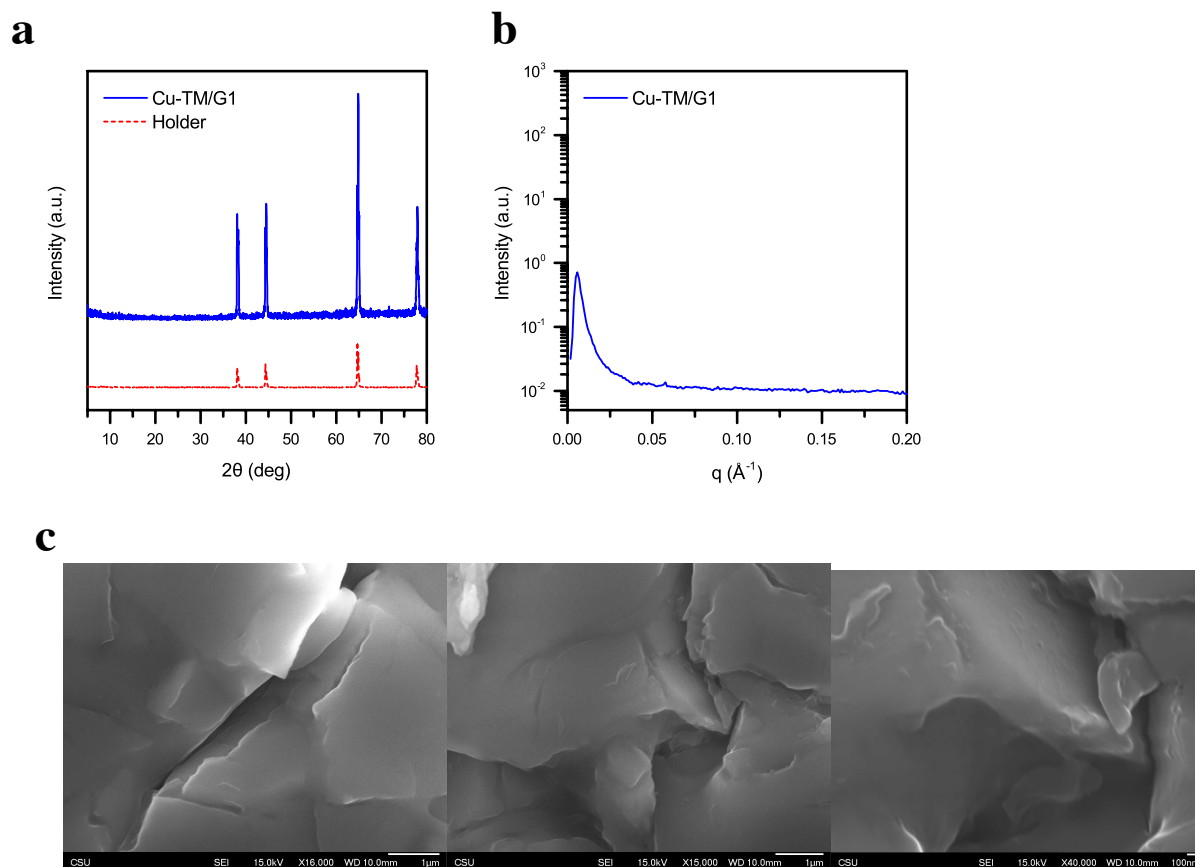 a
Cu-TM/G1
Holder
Intensity (a.u.)
10 20 30 40 50 60 70 80
2θ (deg)
b
Cu-TM/G1
Intensity (a.u.)
10³
10²
10¹
10⁰
10⁻¹
10⁻²
0.00 0.05 0.10 0.15 0.20
q (Å⁻¹)
c
CSU SEI 15.0kV X16,000 WD 10.0mm 1μm
CSU SEI 15.0kV X15,000 WD 10.0mm 1μm
CSU SEI 15.0kV X40,000 WD 10.0mm 100n